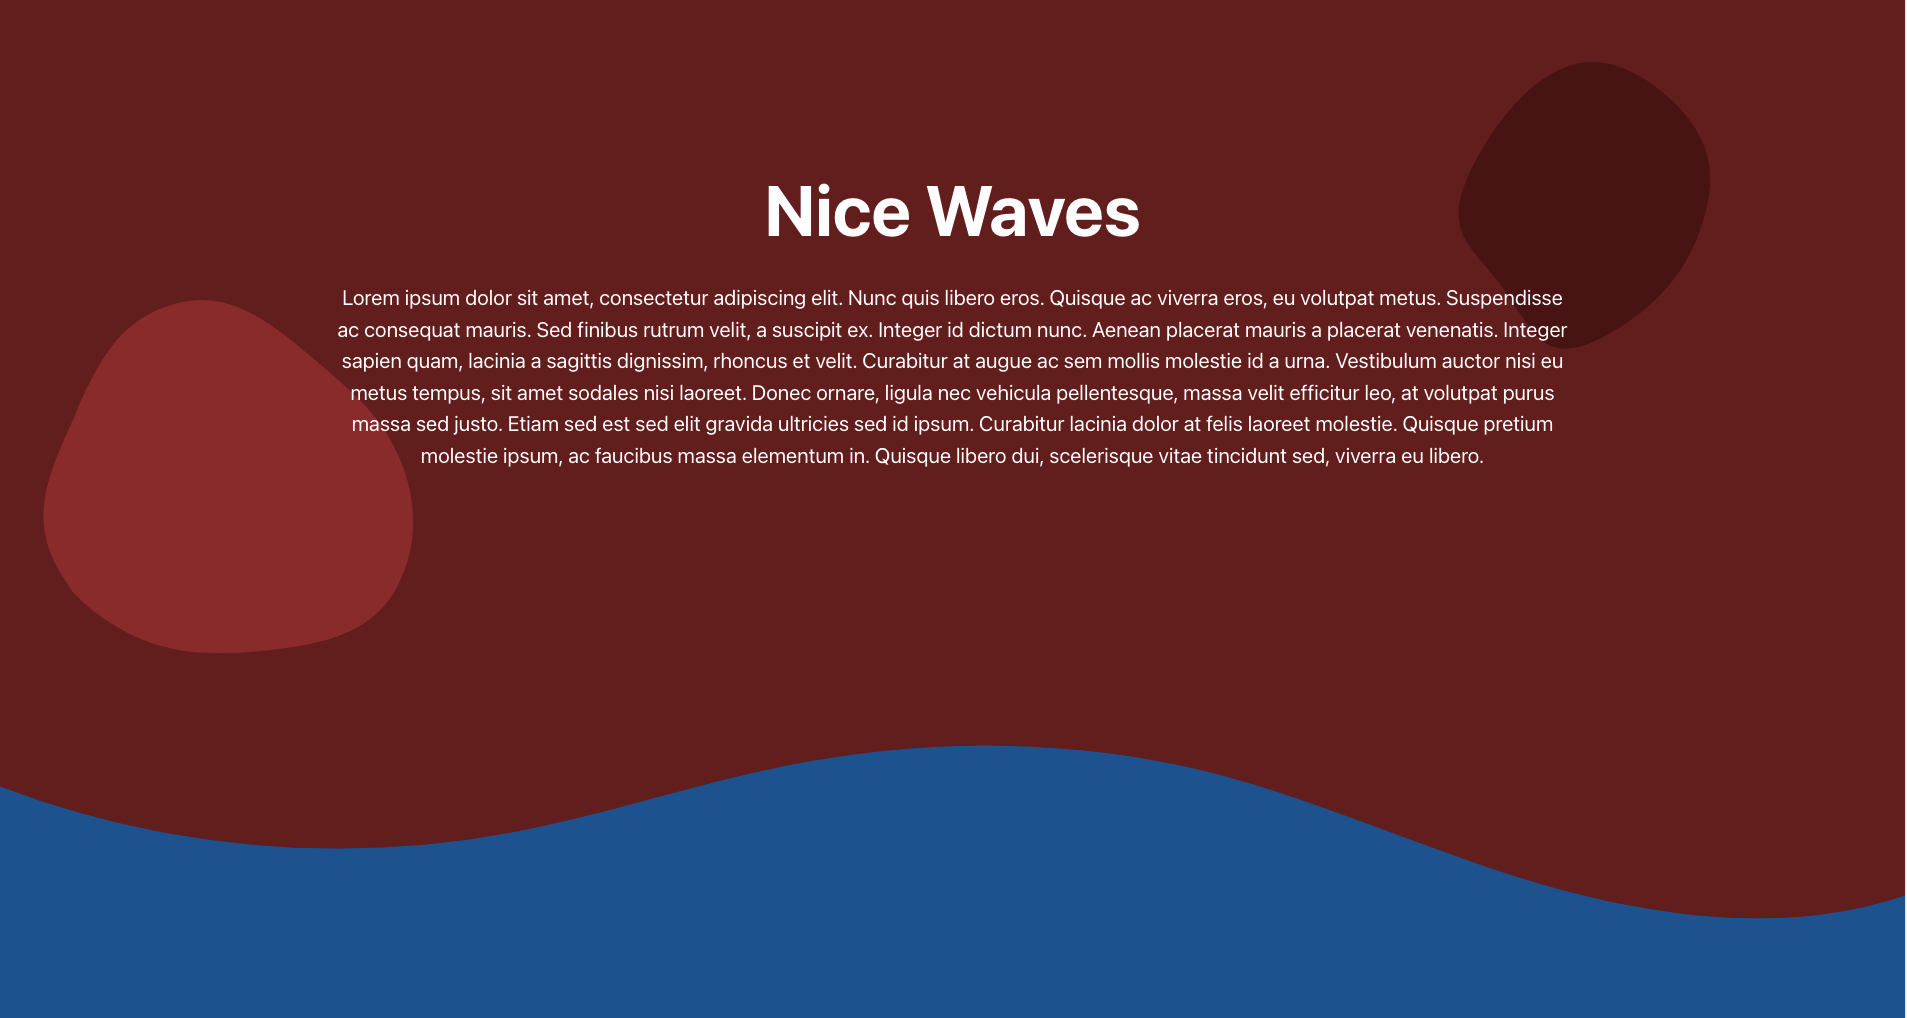 Nice Waves
Lorem ipsum dolor sit amet, consectetur adipiscing elit. Nunc quis libero eros. Quisque ac viverra eros, eu volutpat metus. Suspendisse
ac consequat mauris. Sed finibus rutrum velit, a suscipit ex. Integer id dictum nunc. Aenean placerat mauris a placerat venenatis. Integer
sapien quam, lacinia a sagittis dignissim, rhoncus et velit. Curabitur at augue ac sem mollis molestie id a urna. Vestibulum auctor nisi eu
metus tempus, sit amet sodales nisi laoreet. Donec ornare, ligula nec vehicula pellentesque, massa velit efficitur leo, at volutpat purus
massa sed justo. Etiam sed est sed elit gravida ultricies sed id ipsum. Curabitur lacinia dolor at felis laoreet molestie. Quisque pretium
molestie ipsum, ac faucibus massa elementum in. Quisque libero dui, scelerisque vitae tincidunt sed, viverra eu libero.